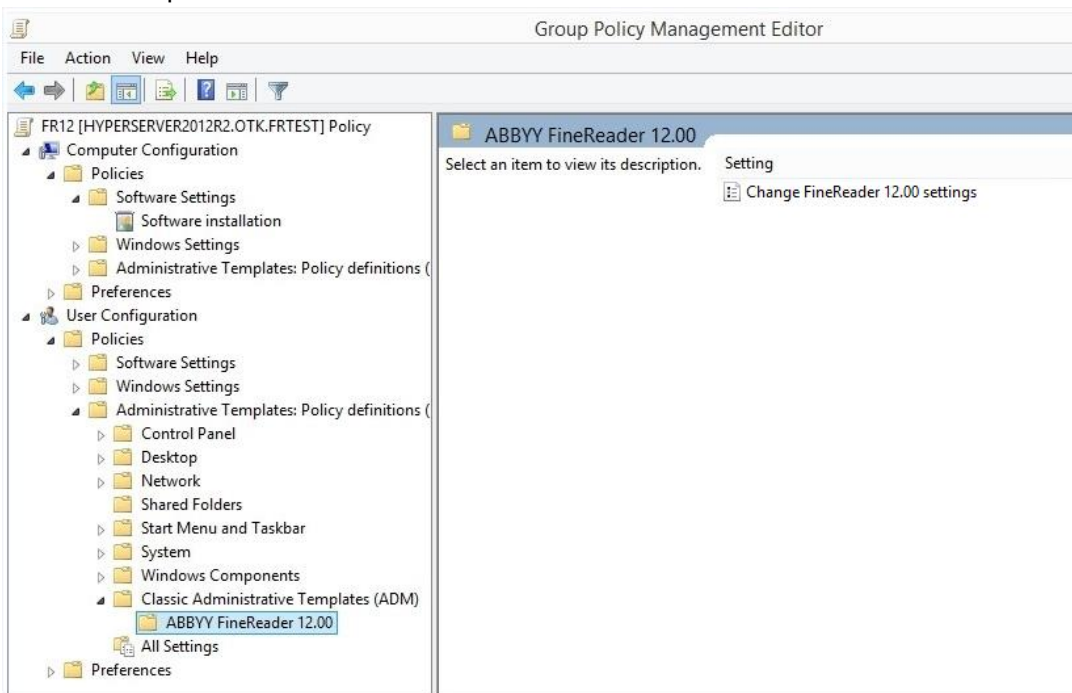 Group Policy Management Editor
File Action View Help
FR12 [HYPERSERVER2012R2.OTK.FRTEST] Policy
Computer Configuration
Policies
Software Settings
Software installation
Windows Settings
Administrative Templates: Policy definitions (
Preferences
User Configuration
Policies
Software Settings
Windows Settings
Administrative Templates: Policy definitions (
Control Panel
Desktop
Network
Shared Folders
Start Menu and Taskbar
System
Windows Components
Classic Administrative Templates (ADM)
ABBYY FineReader 12.00
All Settings
Preferences
ABBYY FineReader 12.00
Select an item to view its description.
Setting
Change FineReader 12.00 settings